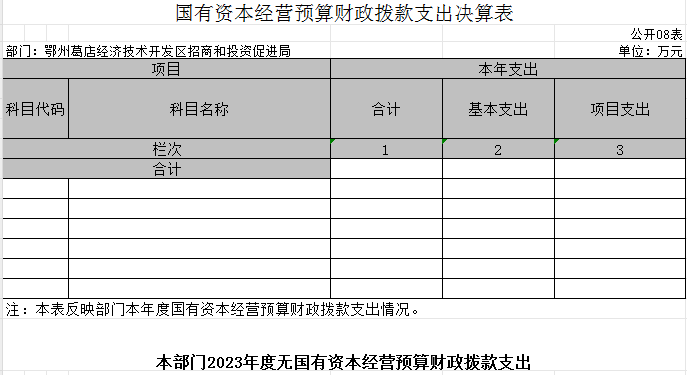 国有资本经营预算财政拨款支出决算表
公开08表
部门：鄂州葛店经济技术开发区招商和投资促进局 单位：万元
项目 本年支出
科目代码 科目名称 合计 基本支出 项目支出
栏次 1 2 3
合计
注：本表反映部门本年度国有资本经营预算财政拨款支出情况。
本部门2023年度无国有资本经营预算财政拨款支出